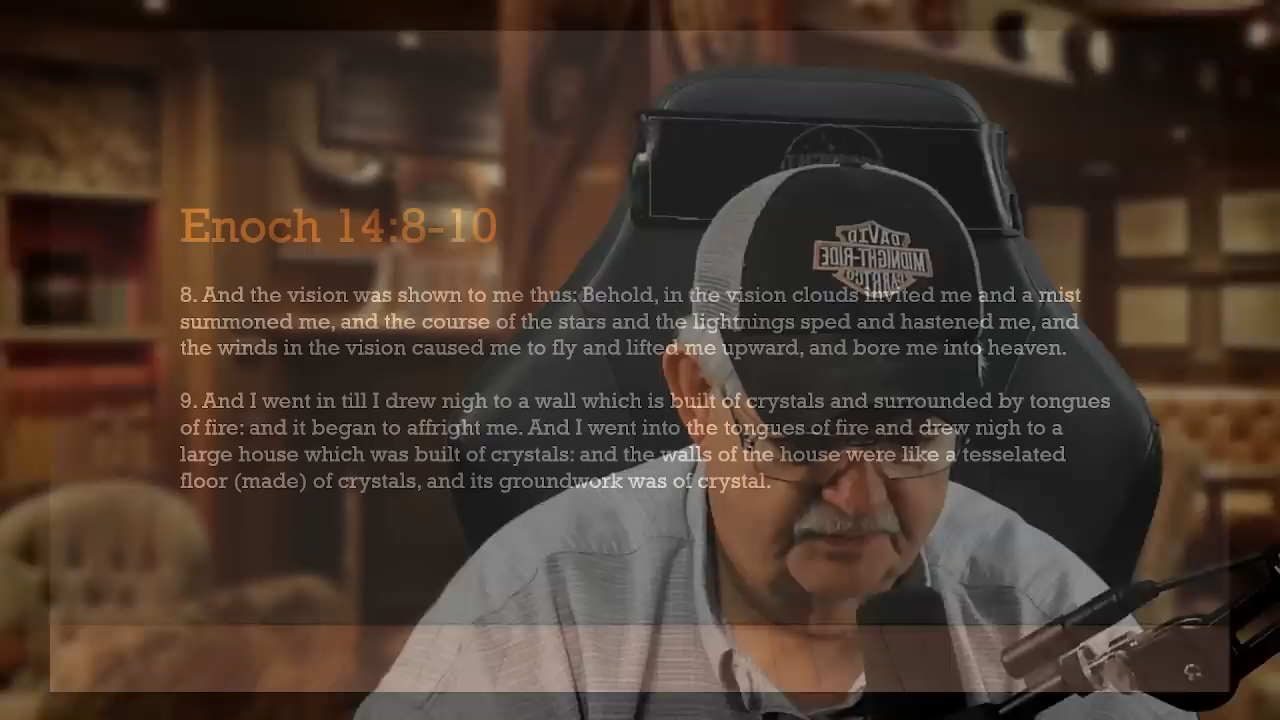 DAVID
MIDNIGHT-RIDE
CARRICO
Enoch 14:8-10
8. And the vision was shown to me thus: Behold, in the vision clouds invited me and a mist
summoned me, and the course of the stars and the lightnings sped and hastened me, and
the winds in the vision caused me to fly and lifted me upward, and bore me into heaven.
9. And I went in till I drew nigh to a wall which is built of crystals and surrounded by tongues
of fire: and it began to affright me. And I went into the tongues of fire and drew nigh to a
large house which was built of crystals: and the walls of the house were like a tesselated
floor (made) of crystals, and its groundwork was of crystal.